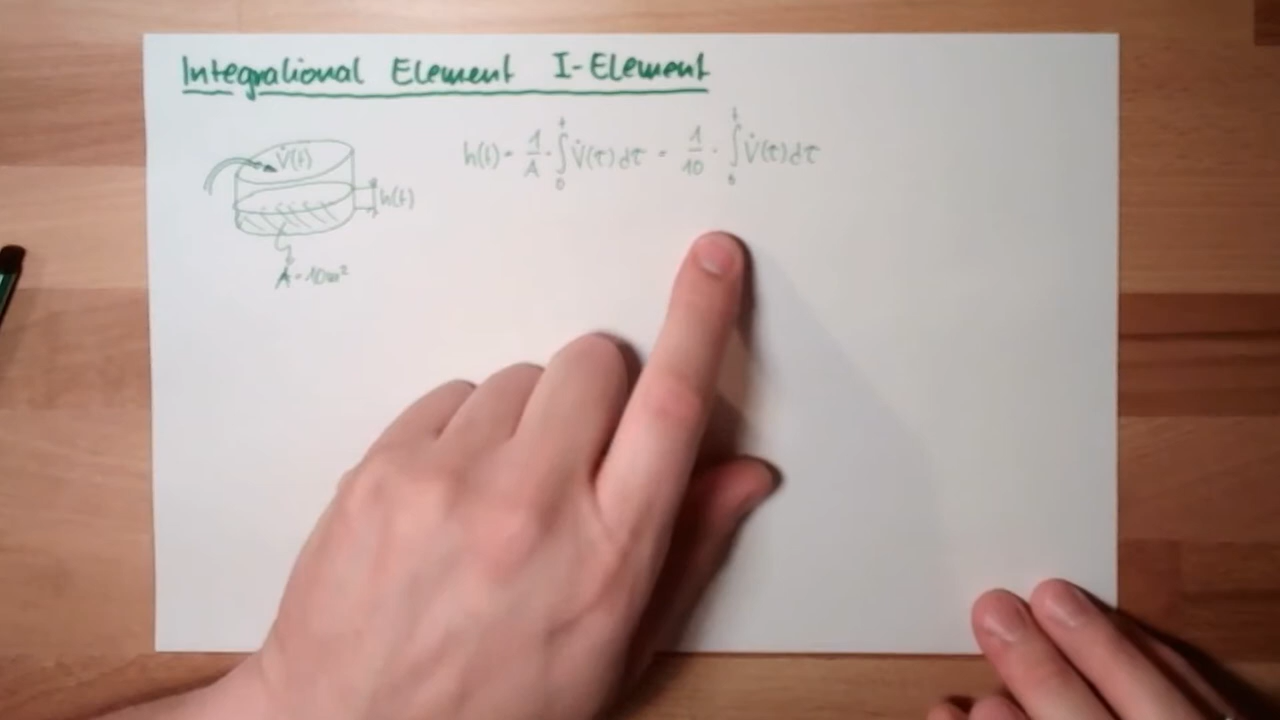 Integrational Element I-Element
V̇(t)
h(t)
A = 10m²
h(t) = 1/A · ∫₀ᵗ V̇(τ)dτ = 1/10 · ∫₀ᵗ V̇(τ)dτ